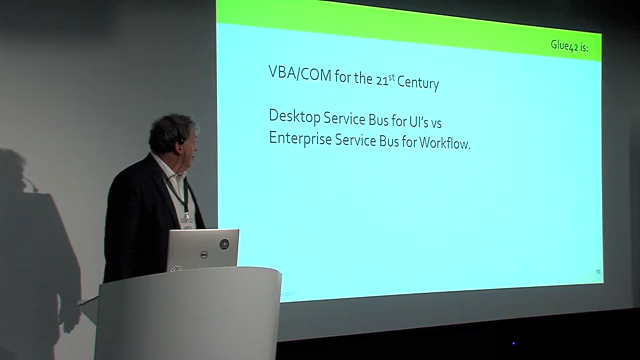 Glue42 is:
VBA/COM for the 21st Century
Desktop Service Bus for UI's vs
Enterprise Service Bus for Workflow.
DELL